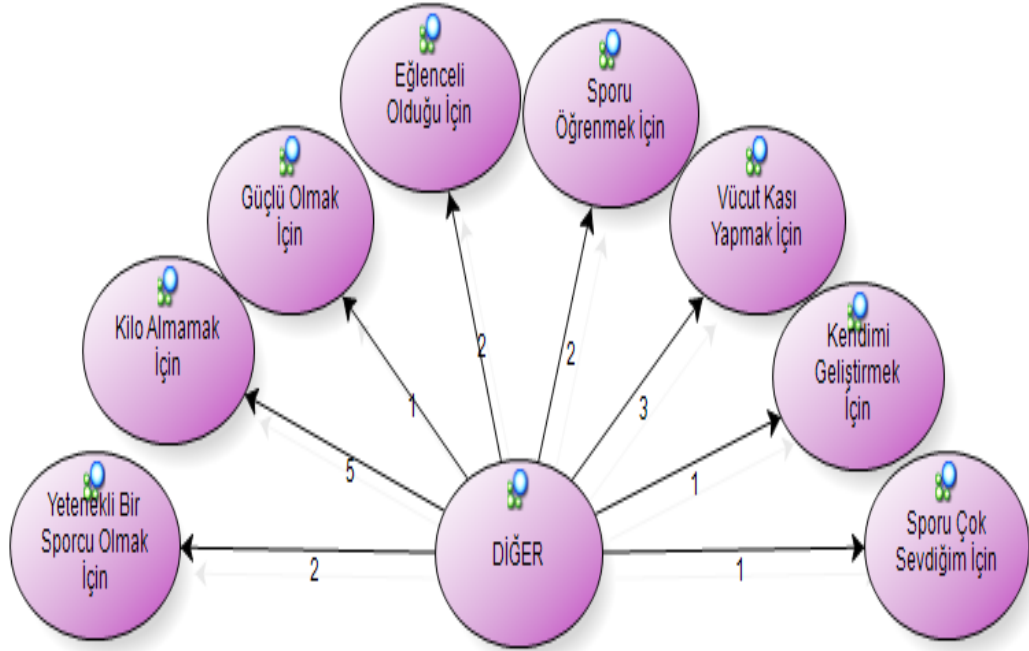 Eğlenceli
Olduğu İçin
Sporu
Öğrenmek İçin
Güçlü Olmak
İçin
Vücut Kası
Yapmak İçin
Kilo Almamak
İçin
Kendimi
Geliştirmek
İçin
2
2
1
3
5
1
Yetenekli Bir
Sporcu Olmak
İçin
2
DİĞER
1
Sporu Çok
Sevdiğim İçin